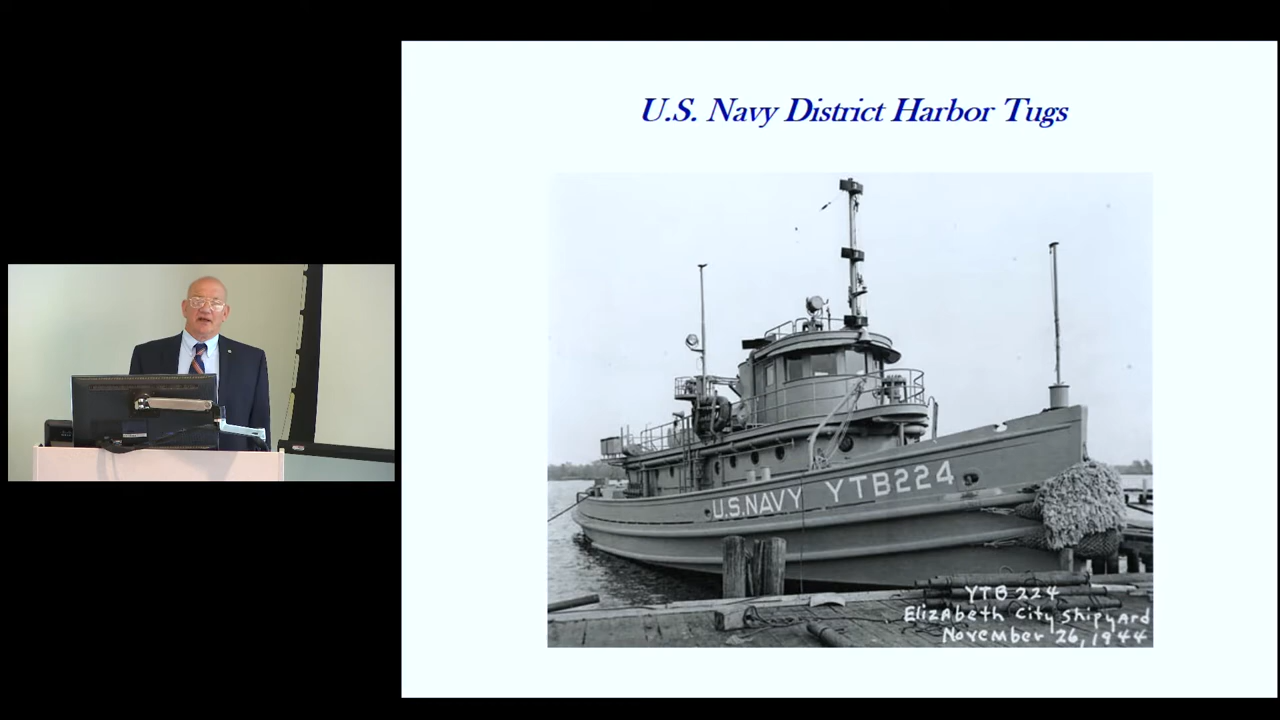 U.S. Navy District Harbor Tugs
U.S.NAVY YTB224
YTB 224
Elizabeth City Shipyard
November 26, 1944